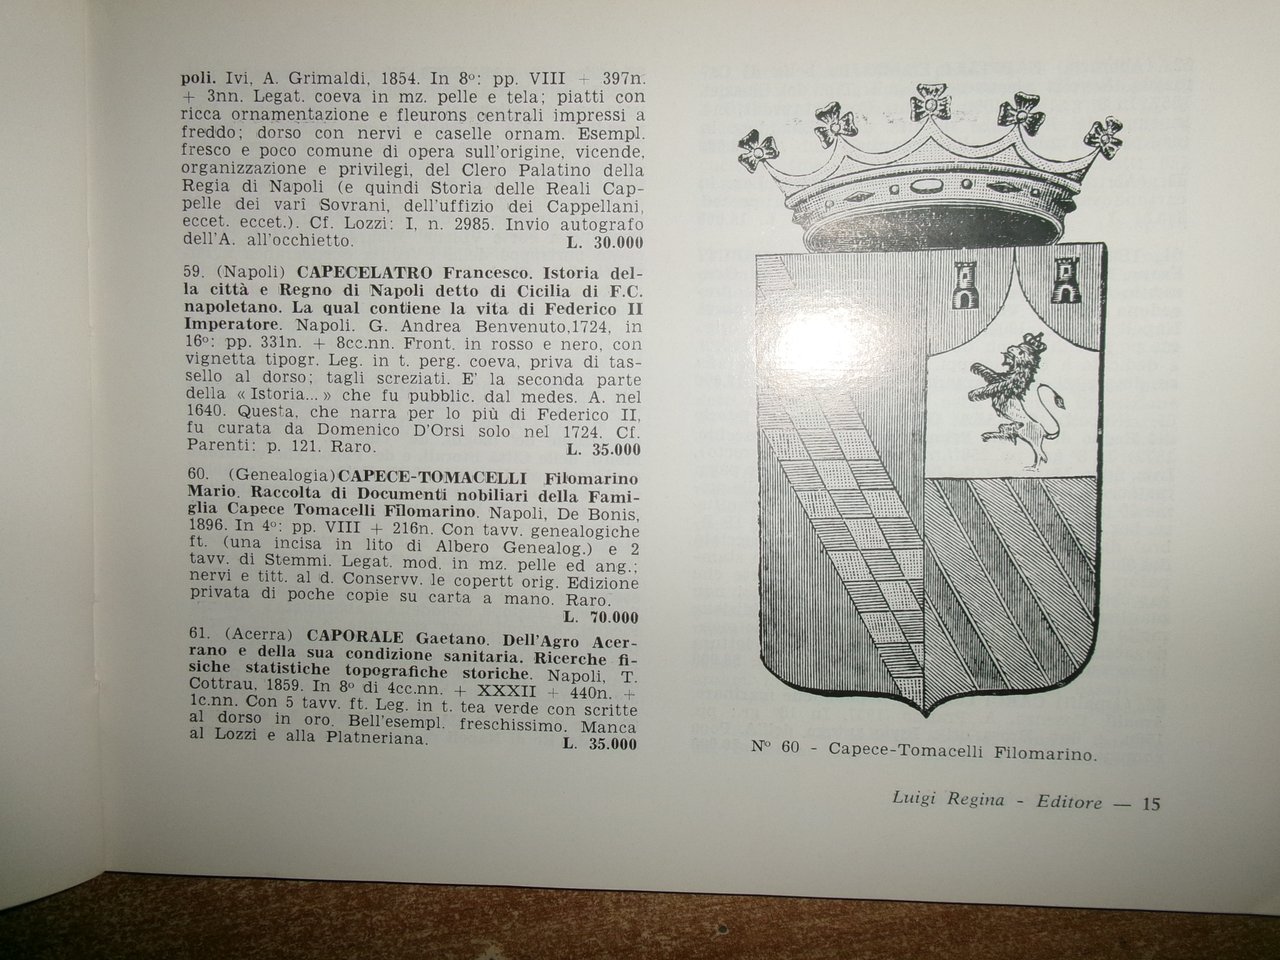 poli. Ivi, A. Grimaldi, 1854. In 8º: pp. VIII + 397n.
+ 3nn. Legat. coeva in mz. pelle e tela; piatti con
ricca ornamentazione e fleurons centrali impressi a
freddo; dorso con nervi e caselle ornam. Esempl.
fresco e poco comune di opera sull'origine, vicende,
organizzazione e privilegi, del Clero Palatino della
Regia di Napoli (e quindi Storia delle Reali Cap-
pelle dei vari Sovrani, dell'uffizio dei Cappellani,
eccet. eccet.). Cf. Lozzi: I, n. 2985. Invio autografo
dell'A. all'occhietto. L. 30.000
59. (Napoli) CAPECELATRO Francesco. Istoria del-
la città e Regno di Napoli detto di Cicilia di F.C.
napoletano. La qual contiene la vita di Federico II
Imperatore. Napoli. G. Andrea Benvenuto,1724, in
16º: pp. 331n. + 8cc.nn. Front. in rosso e nero, con
vignetta tipogr. Leg. in t. perg. coeva, priva di tas-
sello al dorso; tagli screziati. E' la seconda parte
della « Istoria... » che fu pubblic. dal medes. A. nel
1640. Questa, che narra per lo più di Federico II,
fu curata da Domenico D'Orsi solo nel 1724. Cf.
Parenti: p. 121. Raro. L. 35.000
60. (Genealogia) CAPECE-TOMACELLI Filomarino
Mario. Raccolta di Documenti nobiliari della Fami-
glia Capece Tomacelli Filomarino. Napoli, De Bonis,
1896. In 4º: pp. VIII + 216n. Con tavv. genealogiche
ft. (una incisa in lito di Albero Genealog.) e 2
tavv. di Stemmi. Legat. mod. in mz. pelle ed ang.;
nervi e titt. al d. Conservv. le copertt orig. Edizione
privata di poche copie su carta a mano. Raro.
L. 70.000
61. (Acerra) CAPORALE Gaetano. Dell'Agro Acer-
rano e della sua condizione sanitaria. Ricerche fi-
siche statistiche topografiche storiche. Napoli, T.
Cottrau, 1859. In 8º di 4cc.nn. + XXXII + 440n. +
1c.nn. Con 5 tavv. ft. Leg. in t. tea verde con scritte
al dorso in oro. Bell'esempl. freschissimo. Manca
al Lozzi e alla Platneriana. L. 35.000
Nº 60 - Capece-Tomacelli Filomarino.
Luigi Regina - Editore — 15